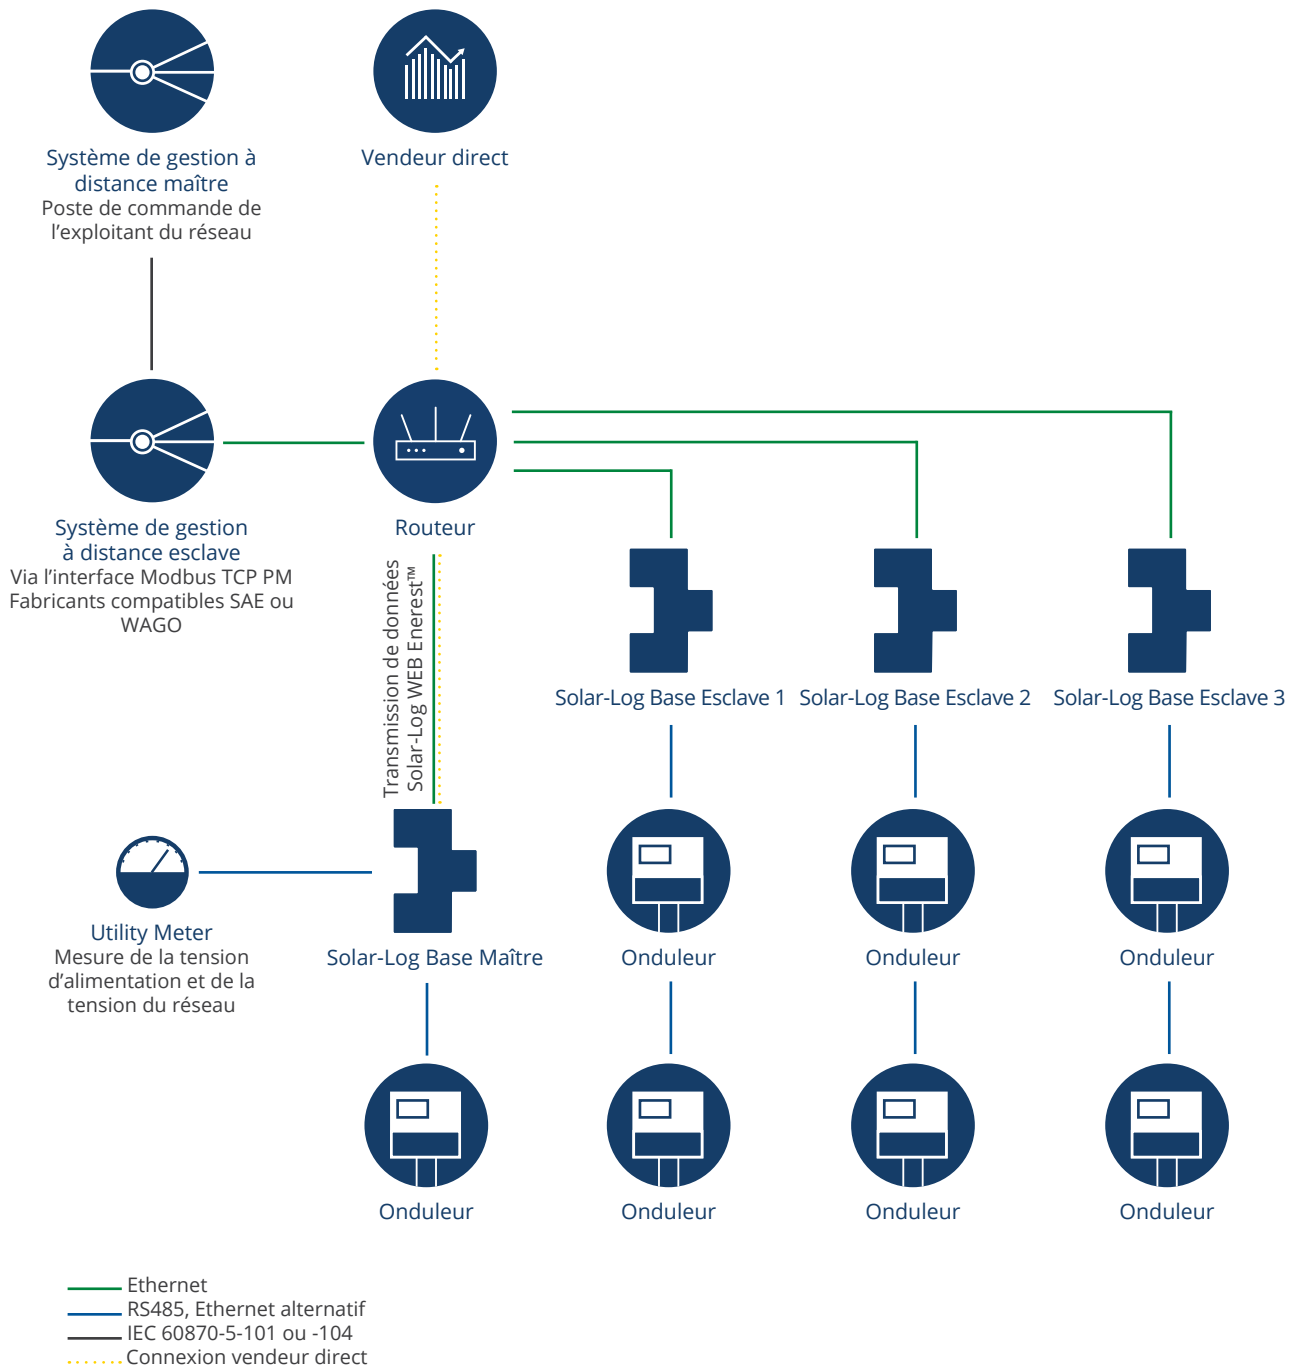 Système de gestion à
distance maître
Poste de commande de
l'exploitant du réseau
Vendeur direct
Système de gestion
à distance esclave
Via l'interface Modbus TCP PM
Fabricants compatibles SAE ou
WAGO
Routeur
Transmission de données
Solar-Log WEB Enerest™
Solar-Log Base Esclave 1
Solar-Log Base Esclave 2
Solar-Log Base Esclave 3
Utility Meter
Mesure de la tension
d'alimentation et de la
tension du réseau
Solar-Log Base Maître
Onduleur
Onduleur
Onduleur
Onduleur
Onduleur
Onduleur
Onduleur
Ethernet
RS485, Ethernet alternatif
IEC 60870-5-101 ou -104
Connexion vendeur direct